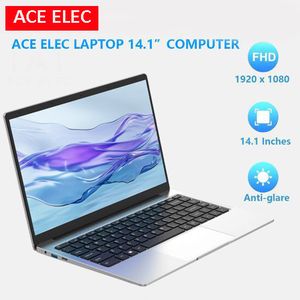 ACE ELEC
ACE ELEC LAPTOP 14.1” COMPUTER
FHD
1920 x 1080
14.1 Inches
Anti-glare